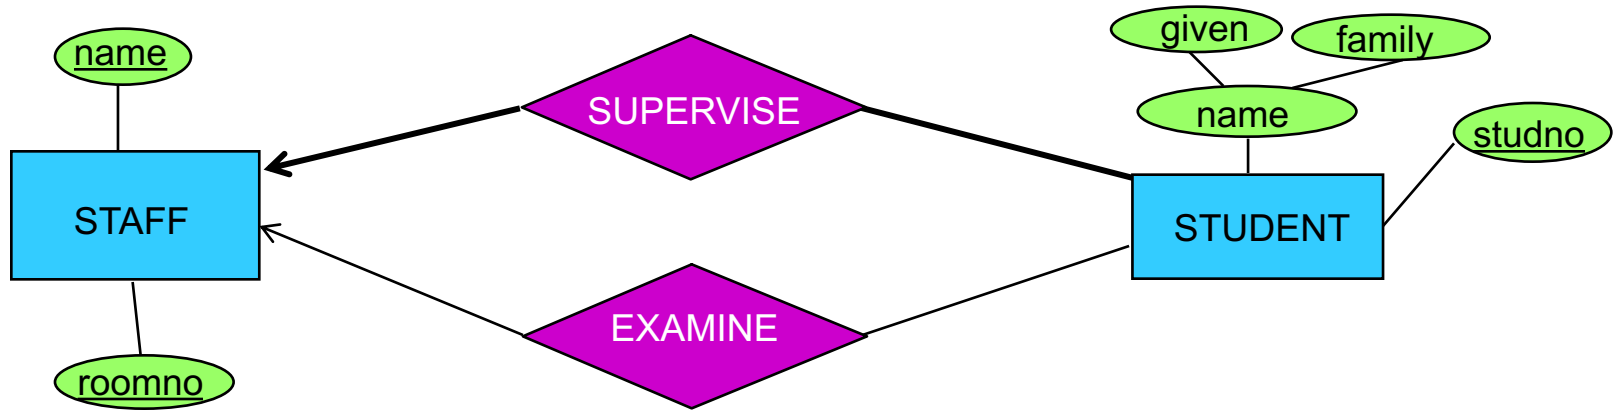 given
family
name
name
studno
SUPERVISE
STAFF
STUDENT
EXAMINE
roomno